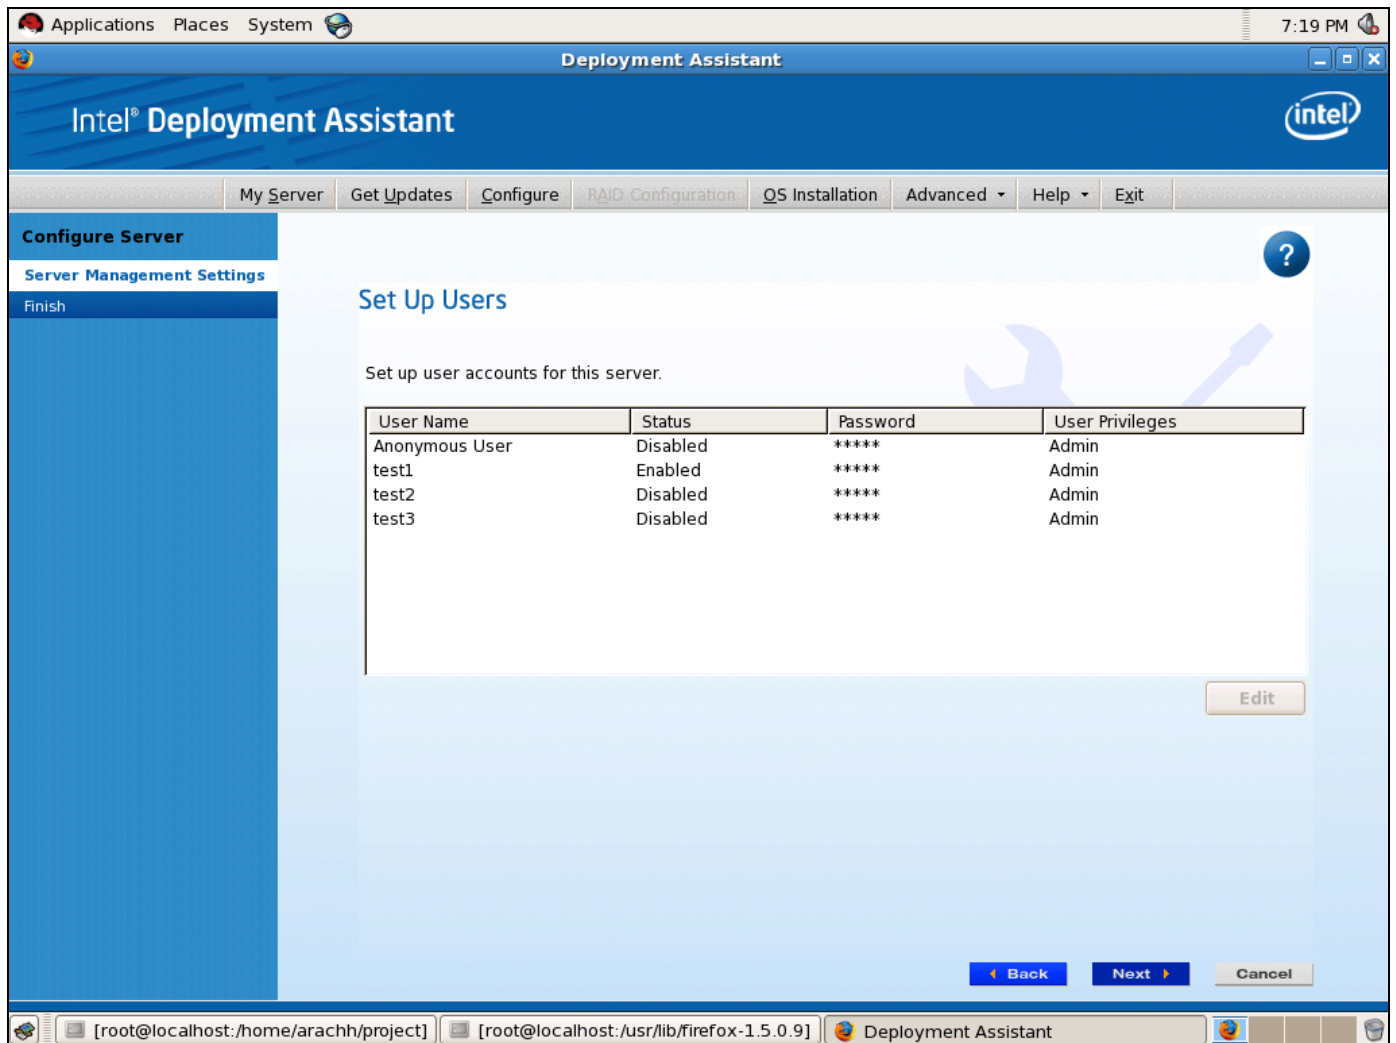 Applications Places System 7:19 PM
Deployment Assistant
Intel® Deployment Assistant
intel
My Server Get Updates Configure RAID Configuration OS Installation Advanced Help Exit
Configure Server
Server Management Settings
Finish
?
Set Up Users
Set up user accounts for this server.
User Name Status Password User Privileges
Anonymous User Disabled ***** Admin
test1 Enabled ***** Admin
test2 Disabled ***** Admin
test3 Disabled ***** Admin
Edit
Back Next Cancel
[root@localhost:/home/arachh/project] [root@localhost:/usr/lib/firefox-1.5.0.9] Deployment Assistant